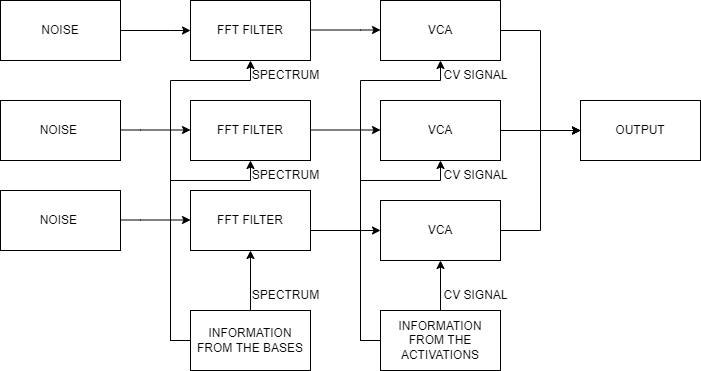 NOISE
FFT FILTER
VCA
SPECTRUM
CV SIGNAL
NOISE
FFT FILTER
VCA
OUTPUT
SPECTRUM
CV SIGNAL
NOISE
FFT FILTER
VCA
SPECTRUM
CV SIGNAL
INFORMATION
FROM THE BASES
INFORMATION
FROM THE
ACTIVATIONS